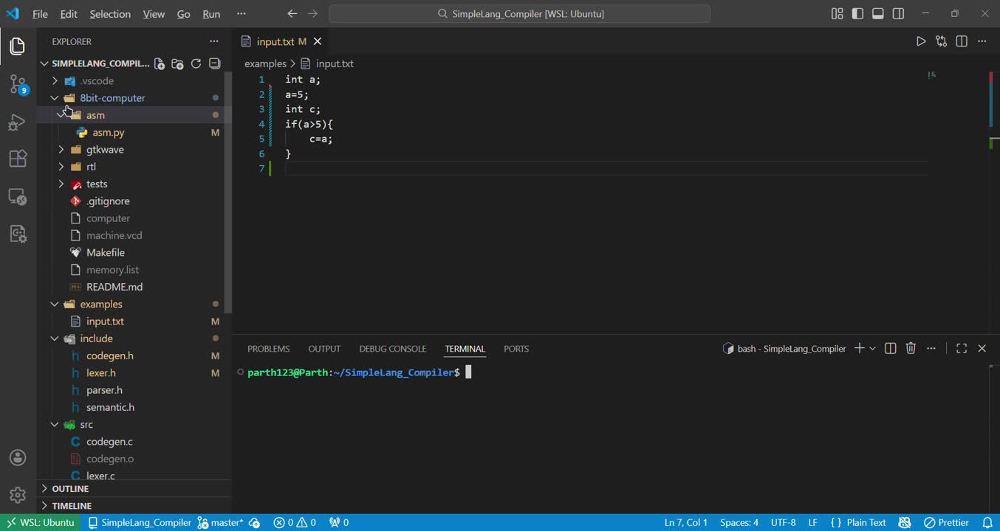 File Edit Selection View Go Run ··· SimpleLang_Compiler [WSL: Ubuntu]
EXPLORER
SIMPLELANG_COMPIL...
.vscode
8bit-computer
asm
asm.py M
gtkwave
rtl
tests
.gitignore
computer
machine.vcd
Makefile
memory.list
README.md
examples
input.txt M
include
codegen.h M
lexer.h M
parser.h
semantic.h
src
codegen.c
codegen.o
lexer.c
OUTLINE
TIMELINE
9
input.txt M
examples > input.txt
1 int a;
2 a=5;
3 int c;
4 if(a>5){
5 c=a;
6 }
7
PROBLEMS OUTPUT DEBUG CONSOLE TERMINAL PORTS bash - SimpleLang_Compiler
parth123@Parth:~/SimpleLang_Compiler$
WSL: Ubuntu SimpleLang_Compiler master* 0 0 0 Ln 7, Col 1 Spaces: 4 UTF-8 LF {} Plain Text Prettier